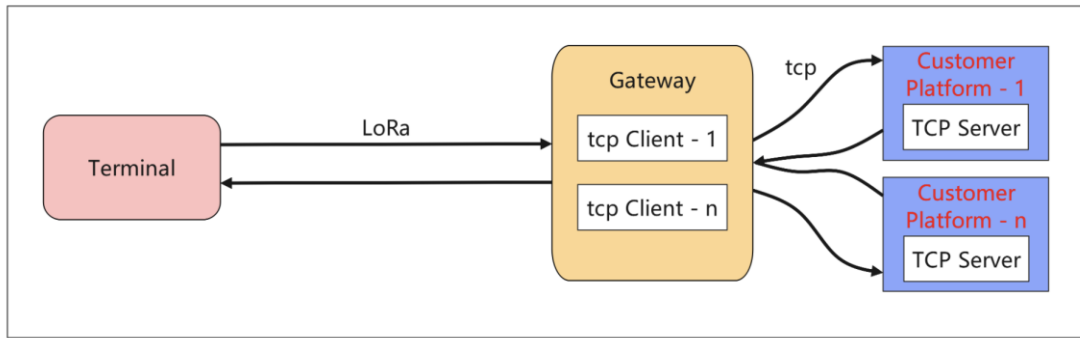 Terminal
LoRa
Gateway
tcp Client - 1
tcp Client - n
tcp
Customer
Platform - 1
TCP Server
Customer
Platform - n
TCP Server